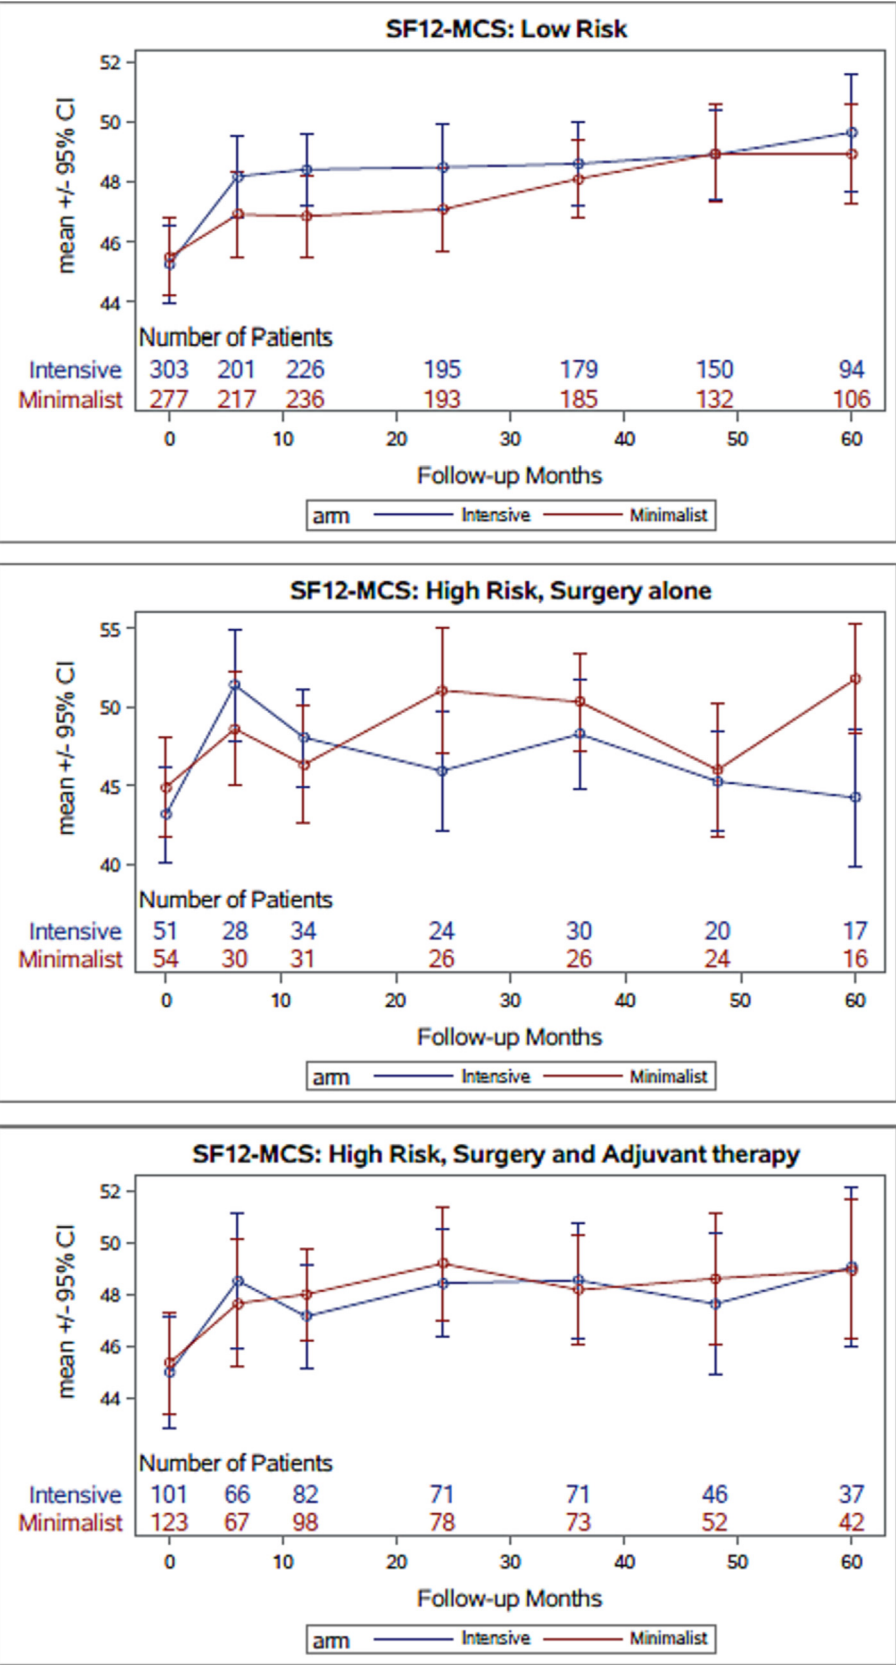 SF12-MCS: Low Risk
mean +/- 95% CI
52
50
48
46
44
Number of Patients
Intensive 303 201 226 195 179 150 94
Minimalist 277 217 236 193 185 132 106
0 10 20 30 40 50 60
Follow-up Months
arm Intensive Minimalist
SF12-MCS: High Risk, Surgery alone
mean +/- 95% CI
55
50
45
40
Number of Patients
Intensive 51 28 34 24 30 20 17
Minimalist 54 30 31 26 26 24 16
0 10 20 30 40 50 60
Follow-up Months
arm Intensive Minimalist
SF12-MCS: High Risk, Surgery and Adjuvant therapy
mean +/- 95% CI
52
50
48
46
44
Number of Patients
Intensive 101 66 82 71 71 46 37
Minimalist 123 67 98 78 73 52 42
0 10 20 30 40 50 60
Follow-up Months
arm Intensive Minimalist